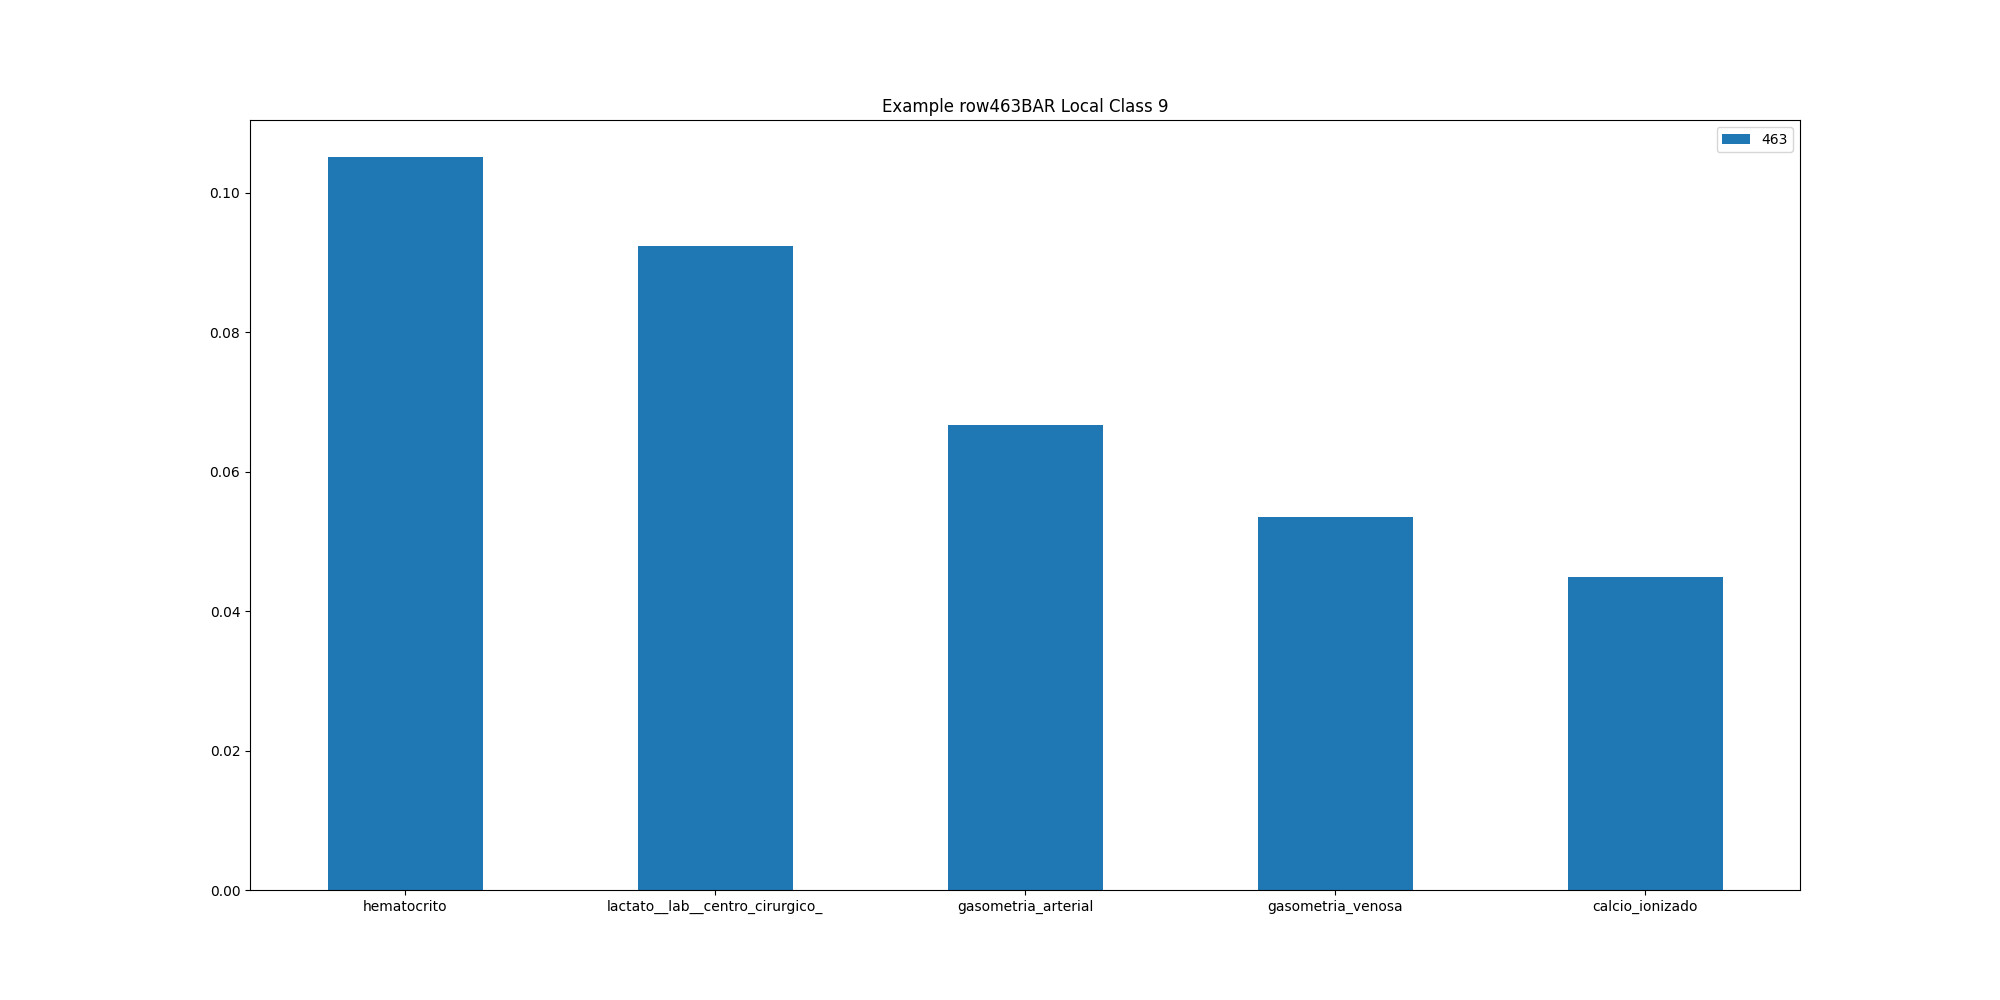 Example row463BAR Local Class 9
463
0.10
0.08
0.06
0.04
0.02
0.00
hematocrito
lactato__lab__centro_cirurgico_
gasometria_arterial
gasometria_venosa
calcio_ionizado